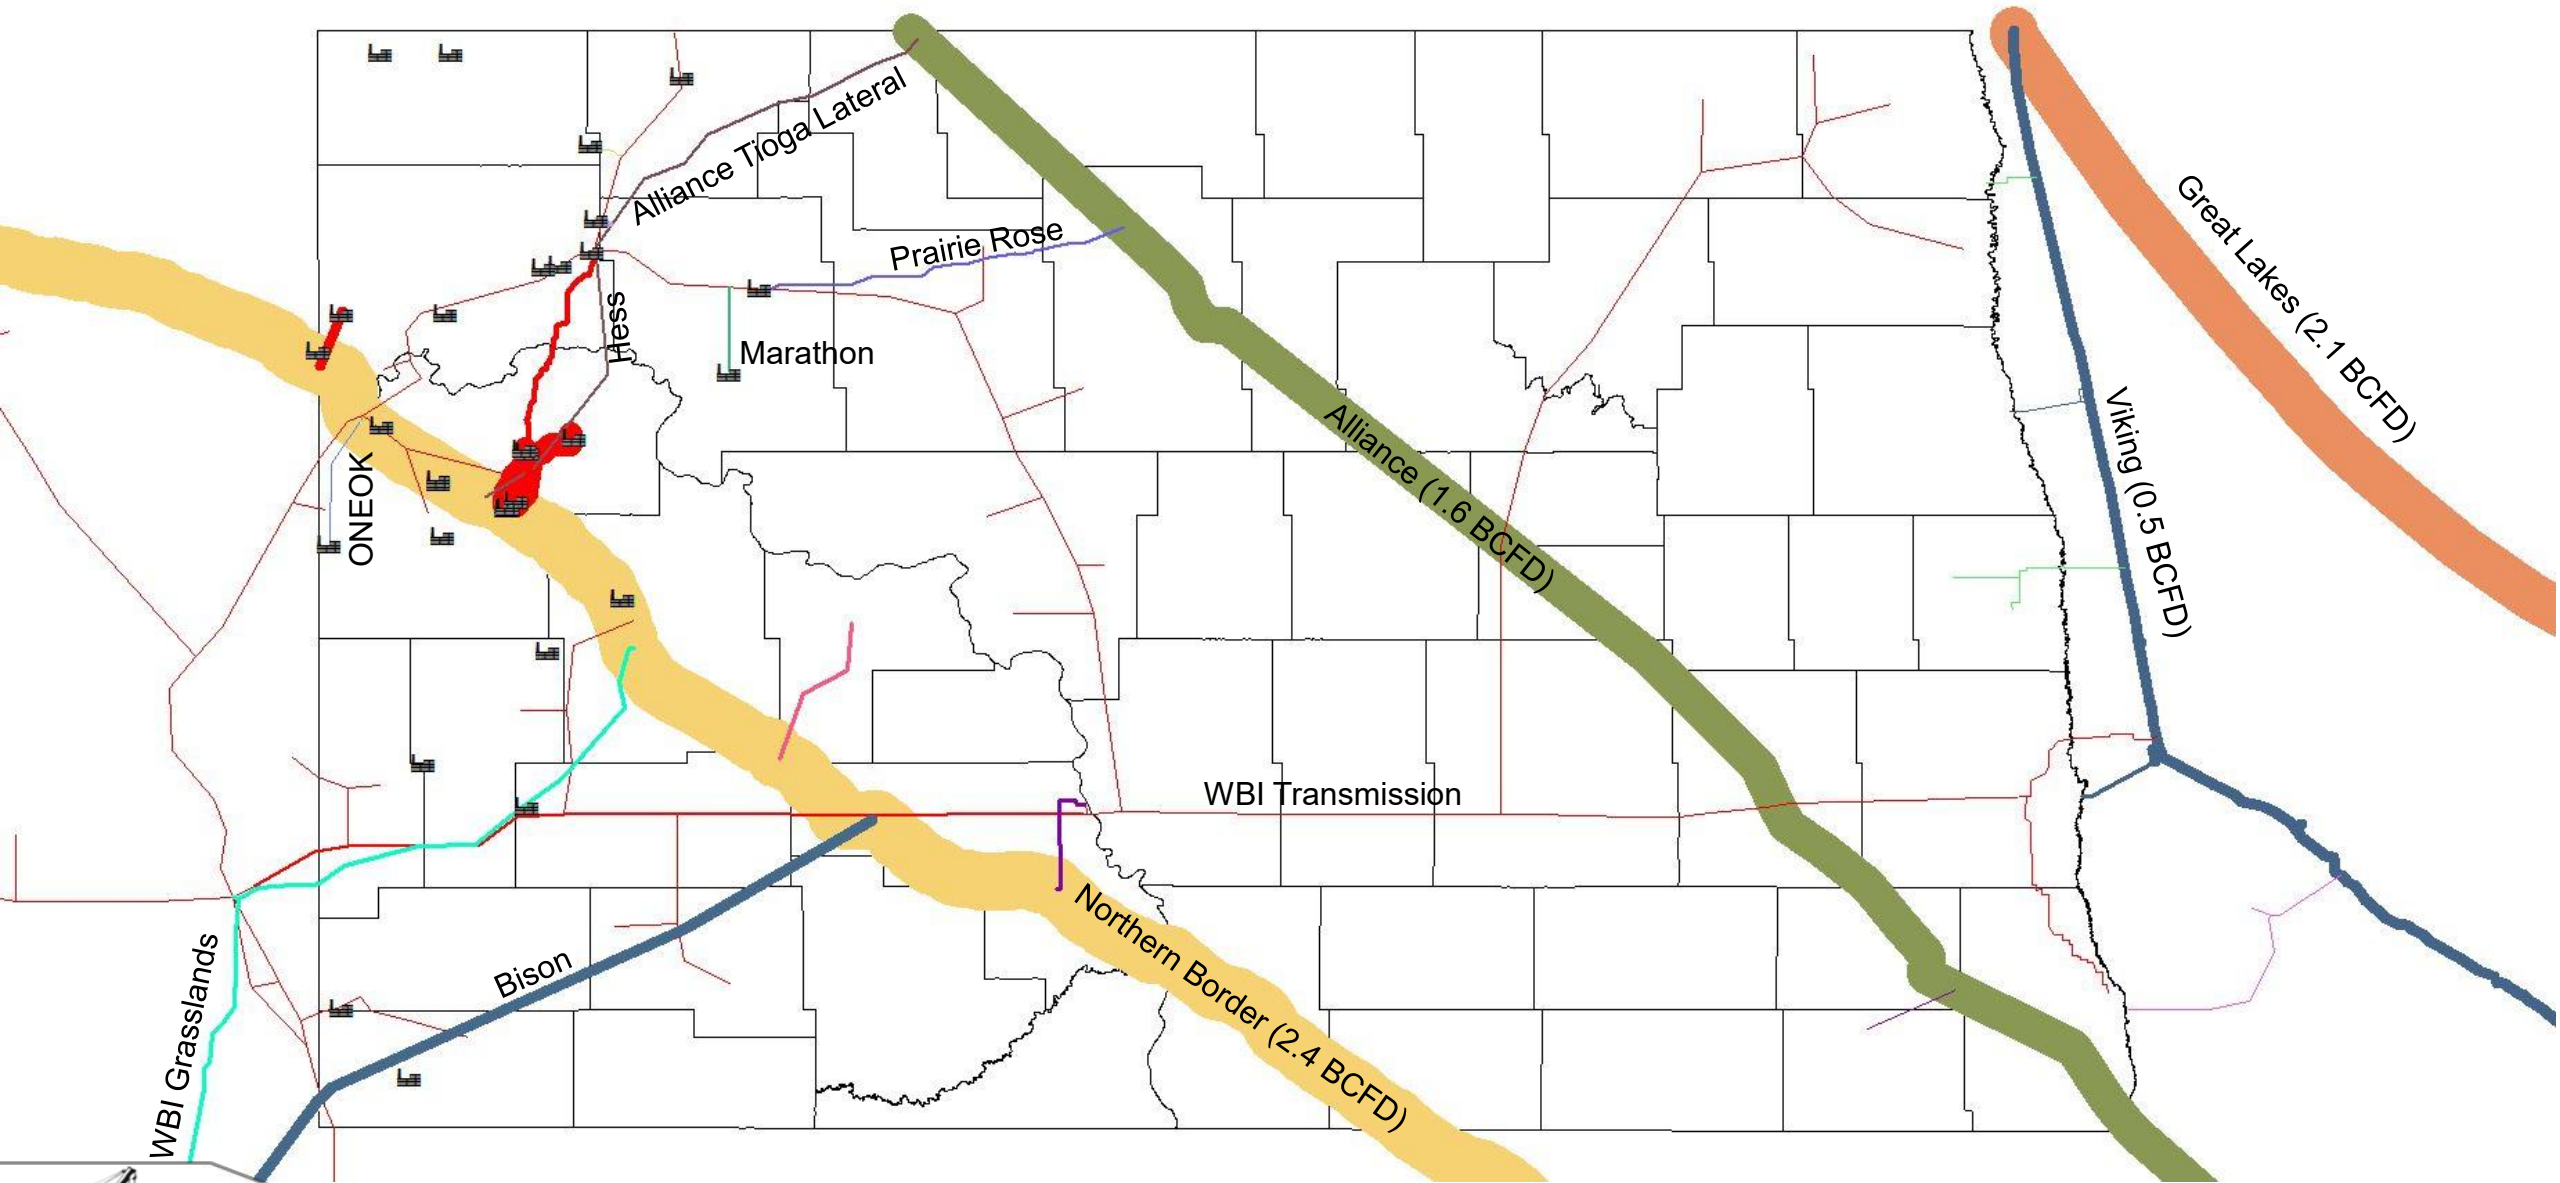 Alliance Tioga Lateral
Prairie Rose
Great Lakes (2.1 BCFD)
Hess
Marathon
Alliance (1.6 BCFD)
Viking (0.5 BCFD)
ONEOK
WBI Transmission
Northern Border (2.4 BCFD)
Bison
WBI Grasslands